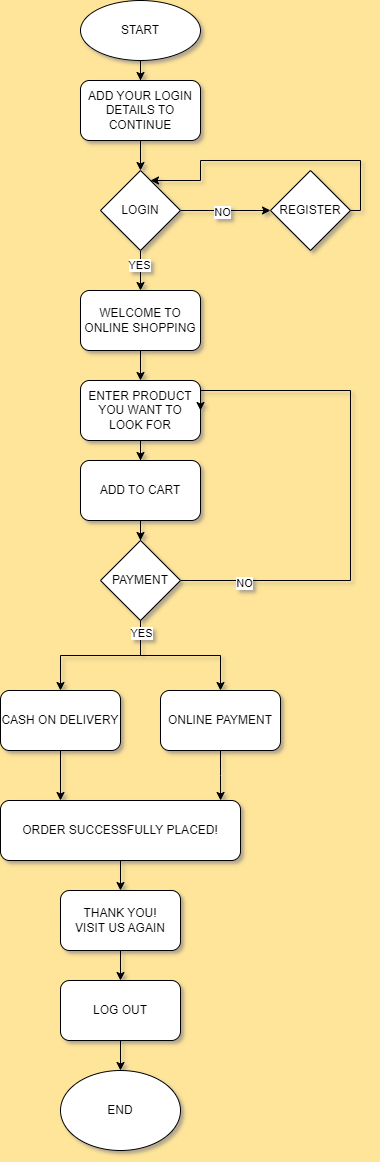 START
ADD YOUR LOGIN
DETAILS TO
CONTINUE
LOGIN
NO
REGISTER
YES
WELCOME TO
ONLINE SHOPPING
ENTER PRODUCT
YOU WANT TO
LOOK FOR
ADD TO CART
PAYMENT
NO
YES
CASH ON DELIVERY
ONLINE PAYMENT
ORDER SUCCESSFULLY PLACED!
THANK YOU!
VISIT US AGAIN
LOG OUT
END